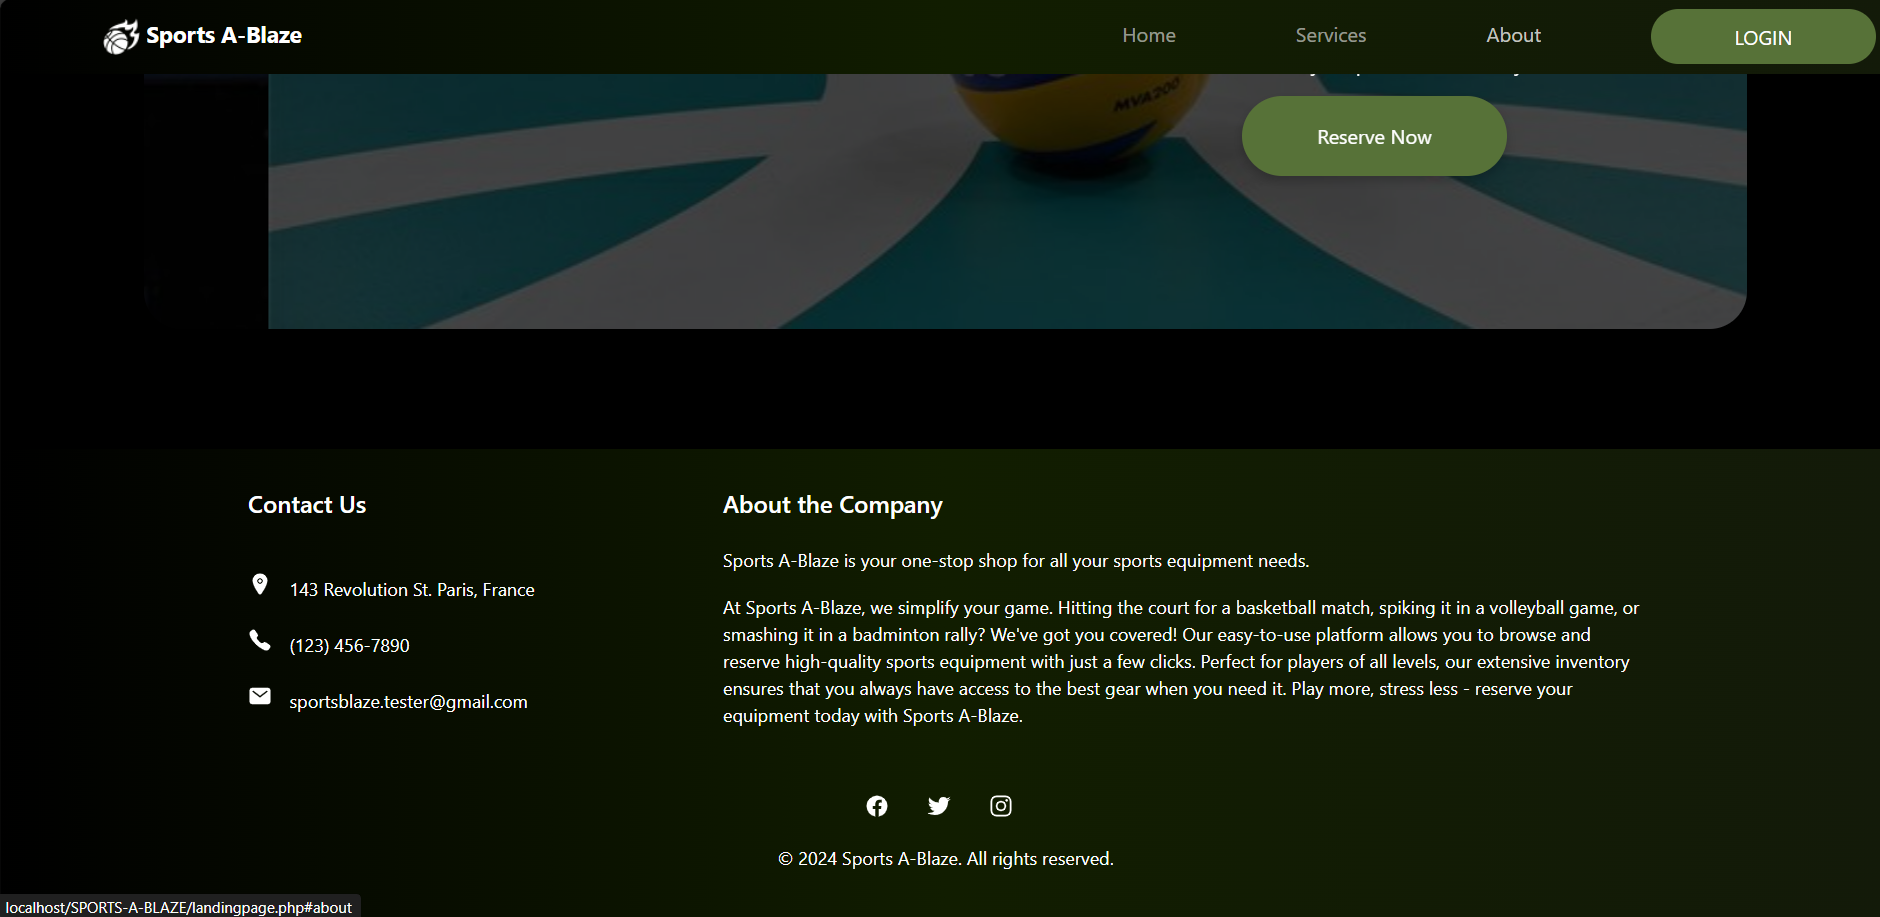 Sports A-Blaze
Home
Services
About
LOGIN
MVA200
Reserve Now
Contact Us
143 Revolution St. Paris, France
(123) 456-7890
sportsblaze.tester@gmail.com
About the Company
Sports A-Blaze is your one-stop shop for all your sports equipment needs.
At Sports A-Blaze, we simplify your game. Hitting the court for a basketball match, spiking it in a volleyball game, or
smashing it in a badminton rally? We've got you covered! Our easy-to-use platform allows you to browse and
reserve high-quality sports equipment with just a few clicks. Perfect for players of all levels, our extensive inventory
ensures that you always have access to the best gear when you need it. Play more, stress less - reserve your
equipment today with Sports A-Blaze.
© 2024 Sports A-Blaze. All rights reserved.
localhost/SPORTS-A-BLAZE/landingpage.php#about